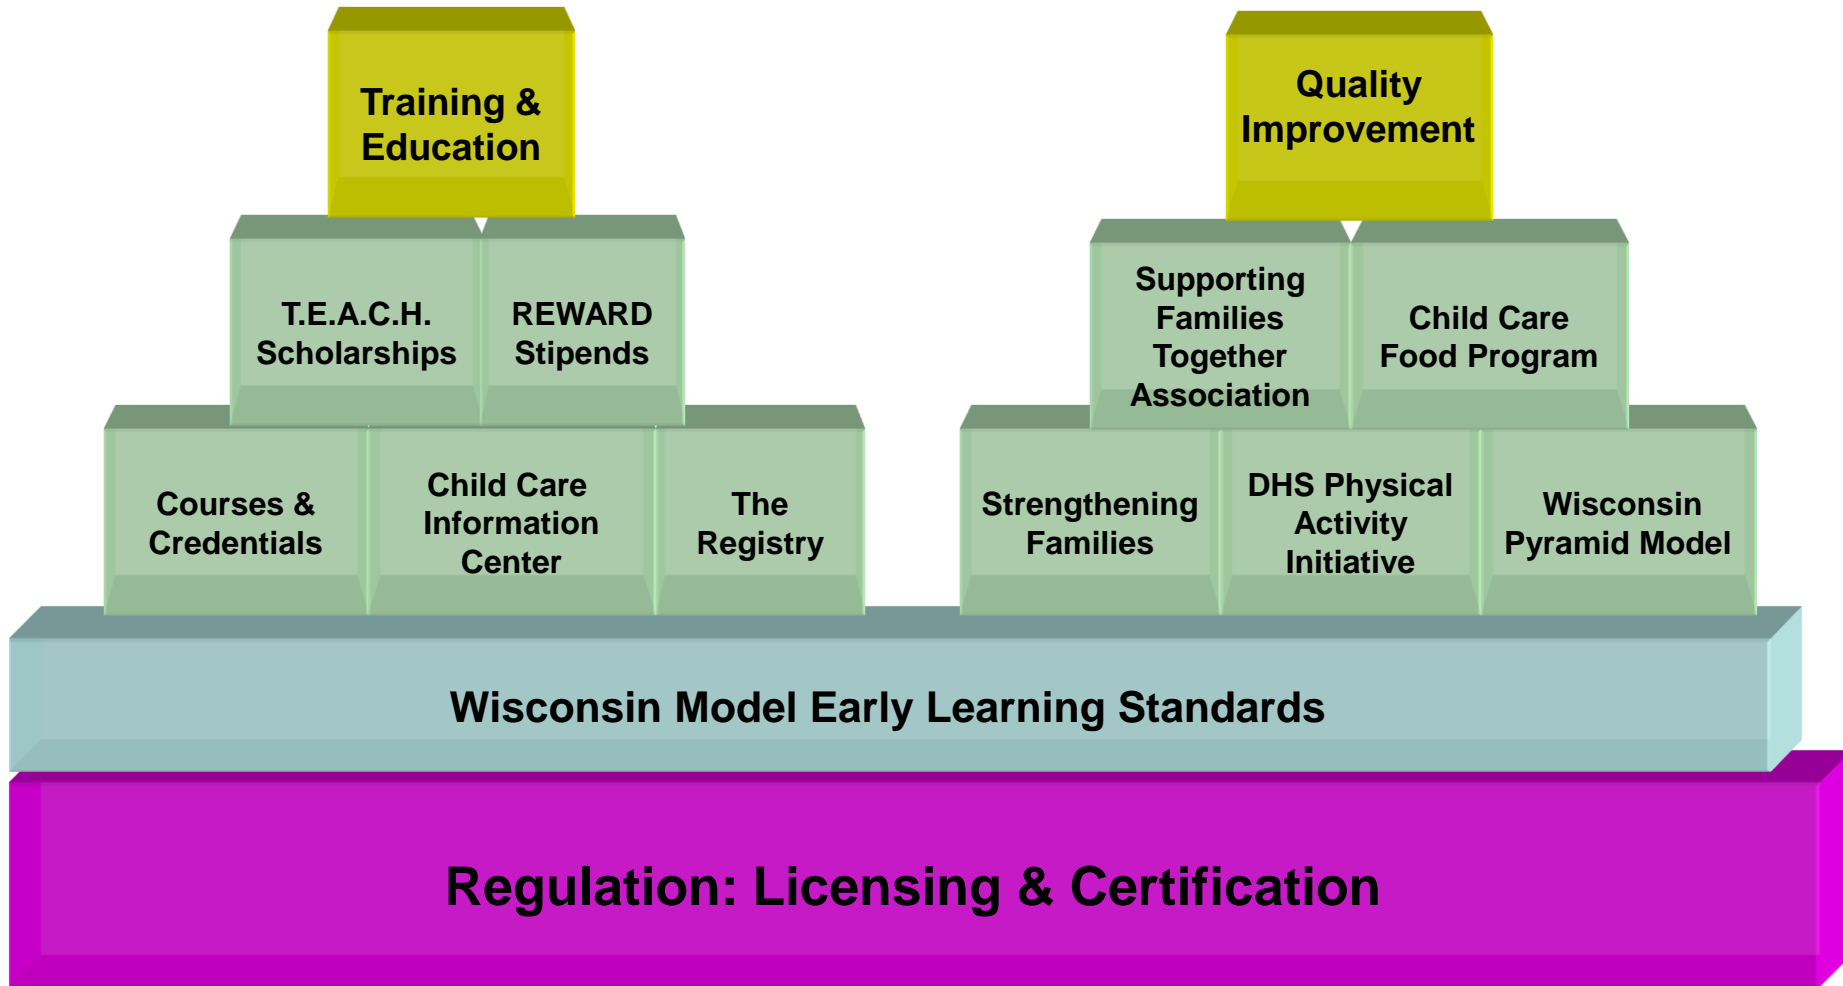 Training &
Education
Quality
Improvement
T.E.A.C.H.
Scholarships
REWARD
Stipends
Supporting
Families
Together
Association
Child Care
Food Program
Courses &
Credentials
Child Care
Information
Center
The
Registry
Strengthening
Families
DHS Physical
Activity
Initiative
Wisconsin
Pyramid Model
Wisconsin Model Early Learning Standards
Regulation: Licensing & Certification